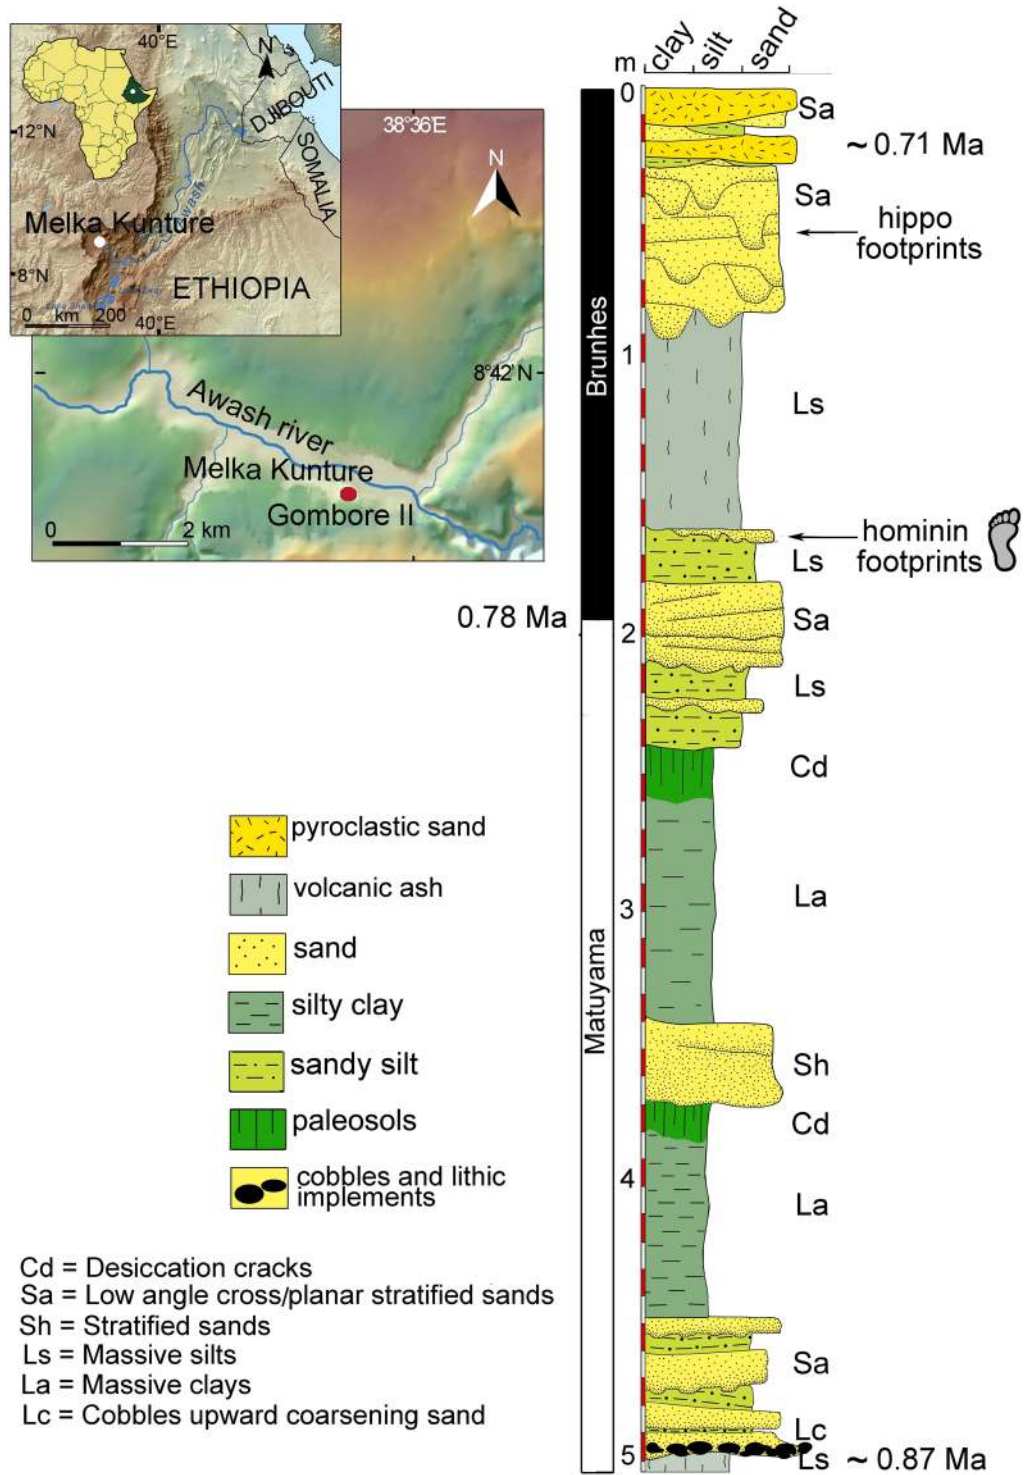 40°E
N
12°N
DJIBOUTI
SOMALIA
Awash
Melka Kunture
8°N
ETHIOPIA
0 km 200
40°E
38°36'E
N
8°42' N
Awash river
Melka Kunture
Gombore II
0 2 km
m clay silt sand
0
Sa
~ 0.71 Ma
Sa
hippo
footprints
Brunhes
1
Ls
hominin
footprints
Ls
0.78 Ma
Sa
2
Ls
Cd
La
3
Matuyama
Sh
Cd
4
La
Sa
Lc
5
Ls ~ 0.87 Ma
pyroclastic sand
volcanic ash
sand
silty clay
sandy silt
paleosols
cobbles and lithic
implements
Cd = Desiccation cracks
Sa = Low angle cross/planar stratified sands
Sh = Stratified sands
Ls = Massive silts
La = Massive clays
Lc = Cobbles upward coarsening sand